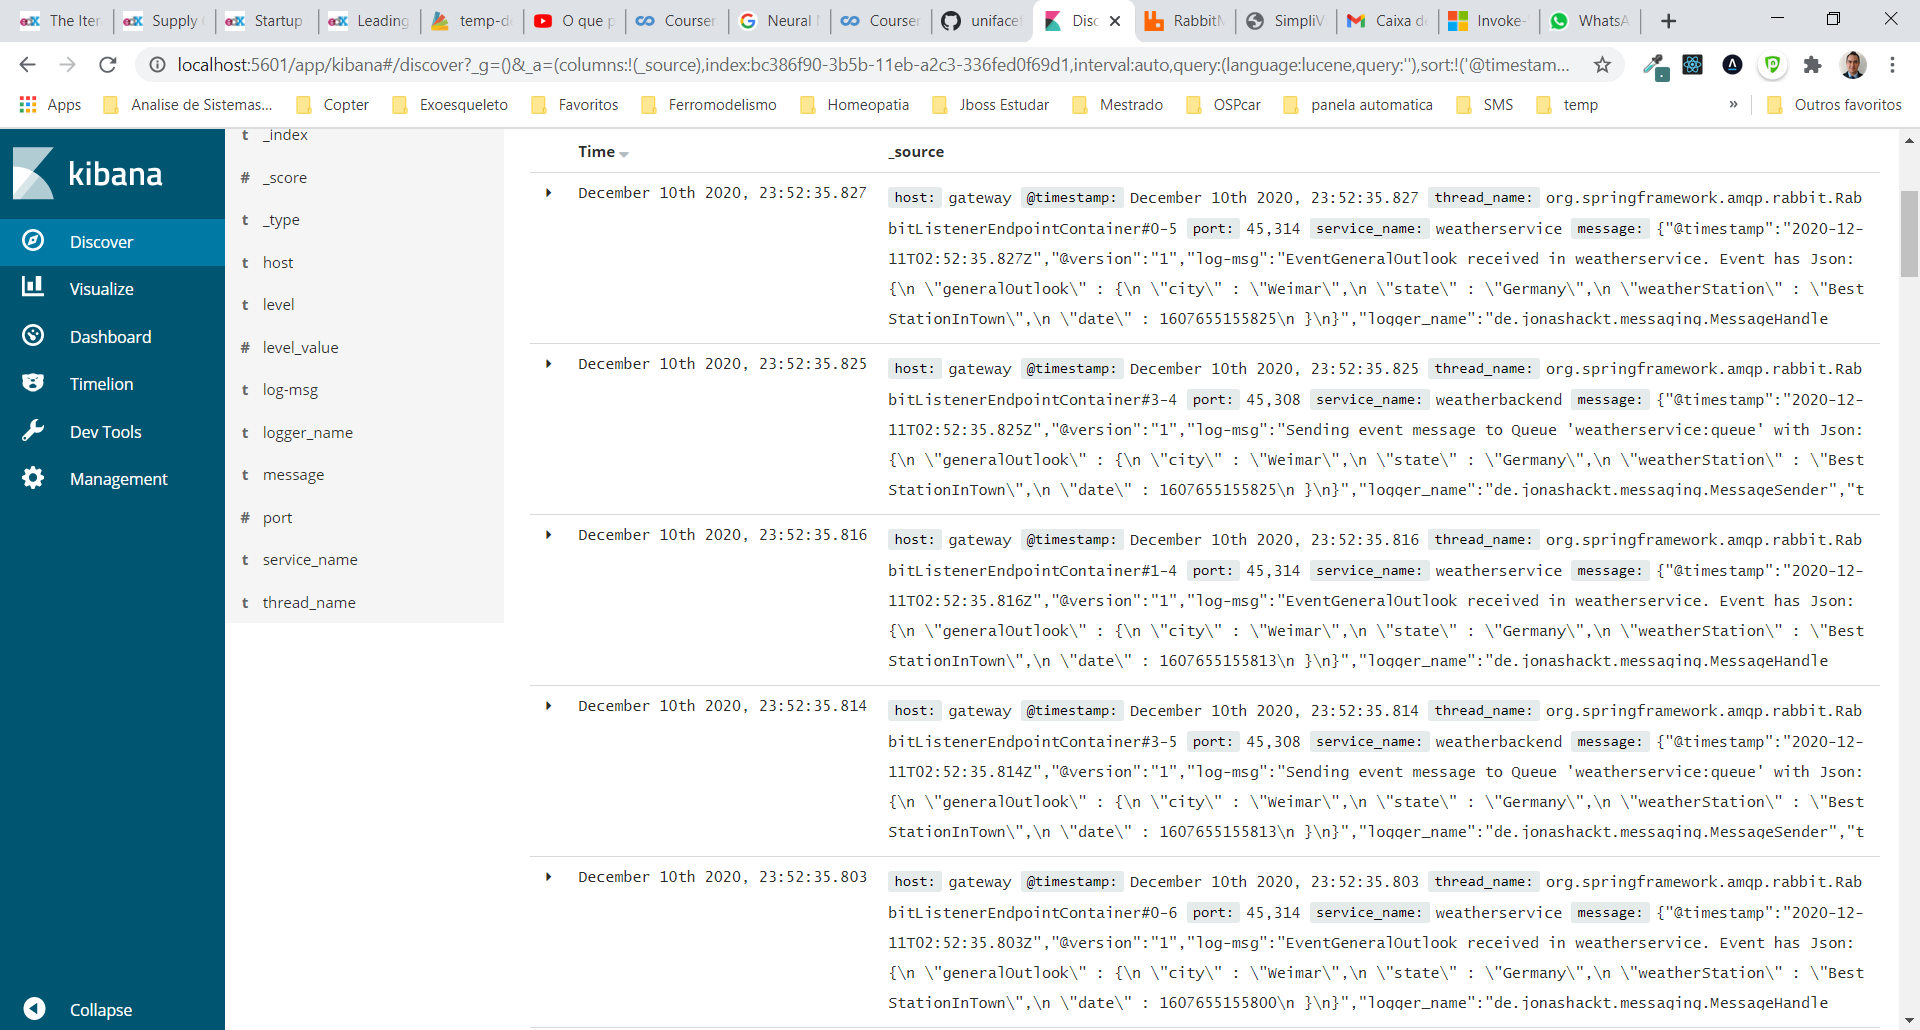 The Iter
Supply
Startup
Leading
temp-de
O que p
Courser
Neural
Courser
uniface
Disc
Rabbit
SimpliV
Caixa de
Invoke-
WhatsA
localhost:5601/app/kibana#/discover?_g=()&_a=(columns:!(_source),index:bc386f90-3b5b-11eb-a2c3-336fed0f69d1,interval:auto,query:(language:lucene,query:''),sort:!('@timestam...
Apps
Analise de Sistemas...
Copter
Exoesqueleto
Favoritos
Ferromodelismo
Homeopatia
Jboss Estudar
Mestrado
OSPcar
panela automatica
SMS
temp
»
Outros favoritos
kibana
Discover
Visualize
Dashboard
Timelion
Dev Tools
Management
Collapse
t _index
# _score
t _type
t host
t level
# level_value
t log-msg
t logger_name
t message
# port
t service_name
t thread_name
Time _source
December 10th 2020, 23:52:35.827
host: gateway @timestamp: December 10th 2020, 23:52:35.827 thread_name: org.springframework.amqp.rabbit.Rab
bitListenerEndpointContainer#0-5 port: 45,314 service_name: weatherservice message: {"@timestamp":"2020-12-
11T02:52:35.827Z","@version":"1","log-msg":"EventGeneralOutlook received in weatherservice. Event has Json:
{\n \"generalOutlook\" : {\n \"city\" : \"Weimar\",\n \"state\" : \"Germany\",\n \"weatherStation\" : \"Best
StationInTown\",\n \"date\" : 1607655155825\n }\n}","logger_name":"de.jonashackt.messaging.MessageHandle
December 10th 2020, 23:52:35.825
host: gateway @timestamp: December 10th 2020, 23:52:35.825 thread_name: org.springframework.amqp.rabbit.Rab
bitListenerEndpointContainer#3-4 port: 45,308 service_name: weatherbackend message: {"@timestamp":"2020-12-
11T02:52:35.825Z","@version":"1","log-msg":"Sending event message to Queue 'weatherservice:queue' with Json:
{\n \"generalOutlook\" : {\n \"city\" : \"Weimar\",\n \"state\" : \"Germany\",\n \"weatherStation\" : \"Best
StationInTown\",\n \"date\" : 1607655155825\n }\n}","logger_name":"de.jonashackt.messaging.MessageSender","t
December 10th 2020, 23:52:35.816
host: gateway @timestamp: December 10th 2020, 23:52:35.816 thread_name: org.springframework.amqp.rabbit.Rab
bitListenerEndpointContainer#1-4 port: 45,314 service_name: weatherservice message: {"@timestamp":"2020-12-
11T02:52:35.816Z","@version":"1","log-msg":"EventGeneralOutlook received in weatherservice. Event has Json:
{\n \"generalOutlook\" : {\n \"city\" : \"Weimar\",\n \"state\" : \"Germany\",\n \"weatherStation\" : \"Best
StationInTown\",\n \"date\" : 1607655155813\n }\n}","logger_name":"de.jonashackt.messaging.MessageHandle
December 10th 2020, 23:52:35.814
host: gateway @timestamp: December 10th 2020, 23:52:35.814 thread_name: org.springframework.amqp.rabbit.Rab
bitListenerEndpointContainer#3-5 port: 45,308 service_name: weatherbackend message: {"@timestamp":"2020-12-
11T02:52:35.814Z","@version":"1","log-msg":"Sending event message to Queue 'weatherservice:queue' with Json:
{\n \"generalOutlook\" : {\n \"city\" : \"Weimar\",\n \"state\" : \"Germany\",\n \"weatherStation\" : \"Best
StationInTown\",\n \"date\" : 1607655155813\n }\n}","logger_name":"de.jonashackt.messaging.MessageSender","t
December 10th 2020, 23:52:35.803
host: gateway @timestamp: December 10th 2020, 23:52:35.803 thread_name: org.springframework.amqp.rabbit.Rab
bitListenerEndpointContainer#0-6 port: 45,314 service_name: weatherservice message: {"@timestamp":"2020-12-
11T02:52:35.803Z","@version":"1","log-msg":"EventGeneralOutlook received in weatherservice. Event has Json:
{\n \"generalOutlook\" : {\n \"city\" : \"Weimar\",\n \"state\" : \"Germany\",\n \"weatherStation\" : \"Best
StationInTown\",\n \"date\" : 1607655155800\n }\n}","logger_name":"de.jonashackt.messaging.MessageHandle